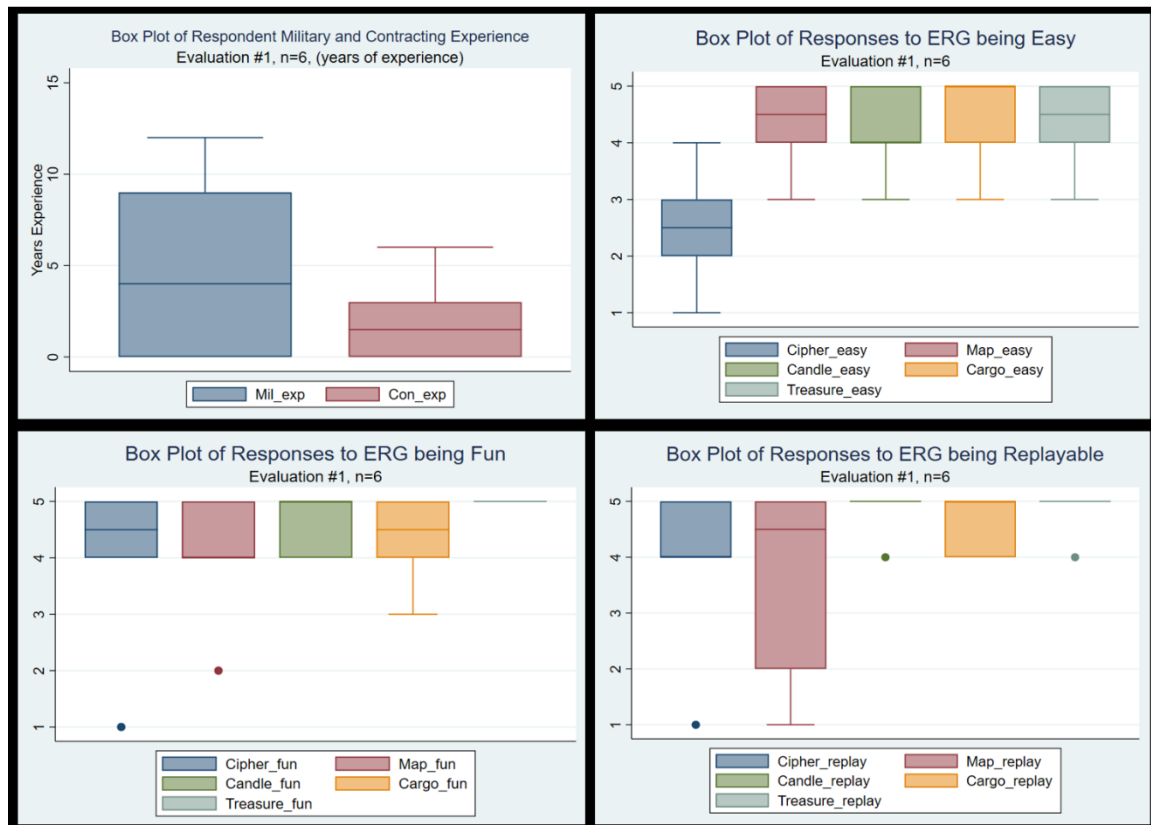 Box Plot of Respondent Military and Contracting Experience
Evaluation #1, n=6, (years of experience)
15
10
5
0
Years Experience
Mil_exp Con_exp
Box Plot of Responses to ERG being Easy
Evaluation #1, n=6
5
4
3
2
1
Cipher_easy Map_easy
Candle_easy Cargo_easy
Treasure_easy
Box Plot of Responses to ERG being Fun
Evaluation #1, n=6
5
4
3
2
1
Cipher_fun Map_fun
Candle_fun Cargo_fun
Treasure_fun
Box Plot of Responses to ERG being Replayable
Evaluation #1, n=6
5
4
3
2
1
Cipher_replay Map_replay
Candle_replay Cargo_replay
Treasure_replay